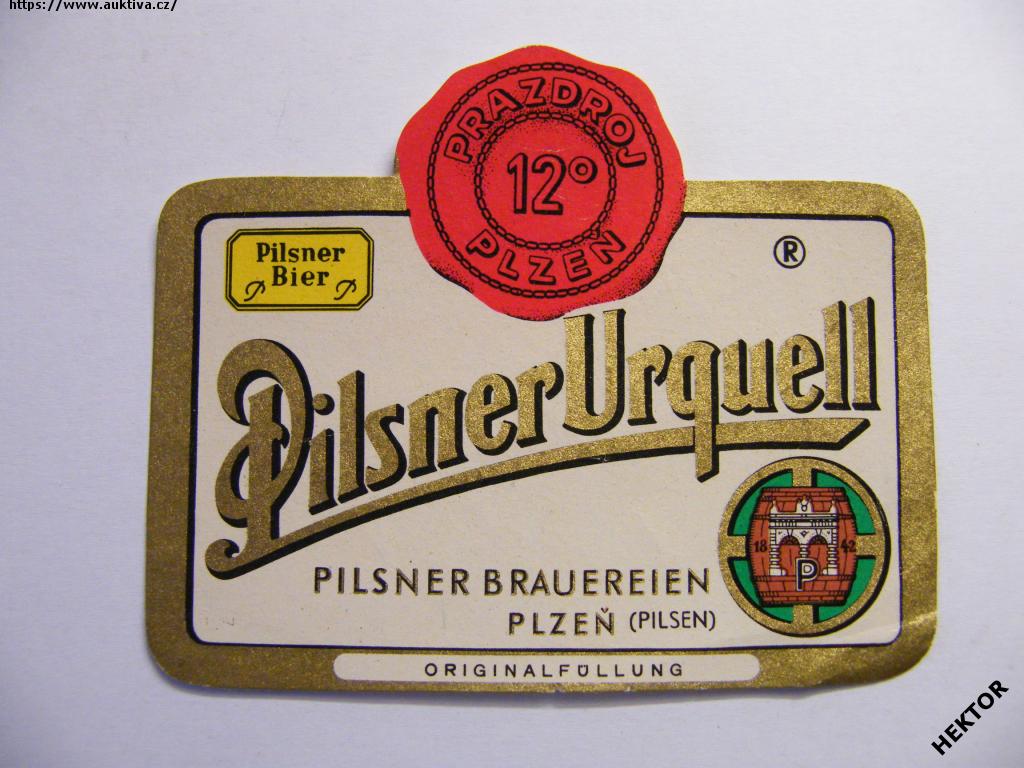 https://www.auktiva.cz/
PRAZDROJ
12°
PLZEŇ
Pilsner
Bier
P P
®
Pilsner Urquell
18 42
P
PILSNER BRAUEREIEN
PLZEŇ (PILSEN)
ORIGINALFÜLLUNG
HEKTOR